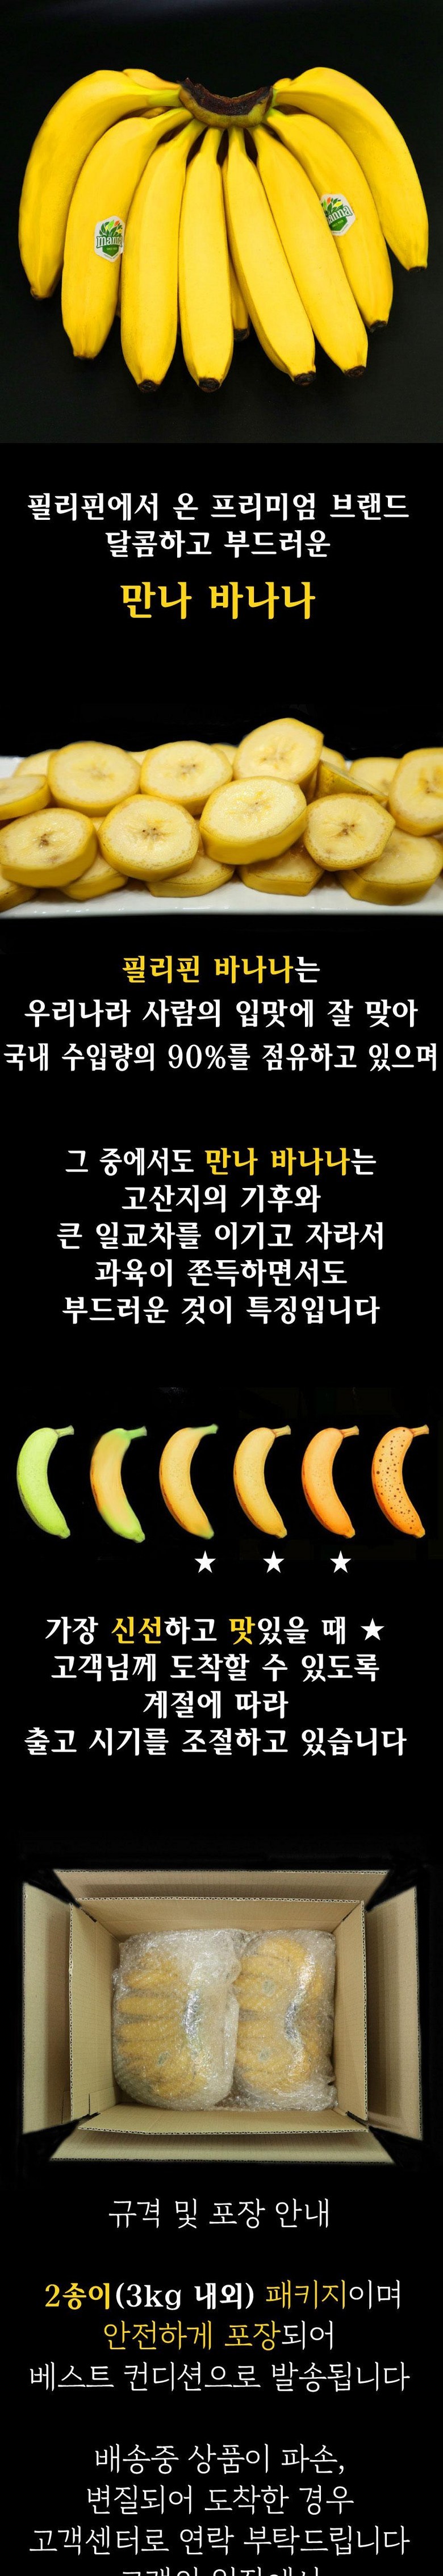 manna
manna
필리핀에서 온 프리미엄 브랜드
달콤하고 부드러운
만나 바나나
필리핀 바나나는
우리나라 사람의 입맛에 잘 맞아
국내 수입량의 90%를 점유하고 있으며
그 중에서도 만나 바나나는
고산지의 기후와
큰 일교차를 이기고 자라서
과육이 쫀득하면서도
부드러운 것이 특징입니다
★ ★ ★
가장 신선하고 맛있을 때 ★
고객님께 도착할 수 있도록
계절에 따라
출고 시기를 조절하고 있습니다
규격 및 포장 안내
2송이(3kg 내외) 패키지이며
안전하게 포장되어
베스트 컨디션으로 발송됩니다
배송중 상품이 파손,
변질되어 도착한 경우
고객센터로 연락 부탁드립니다